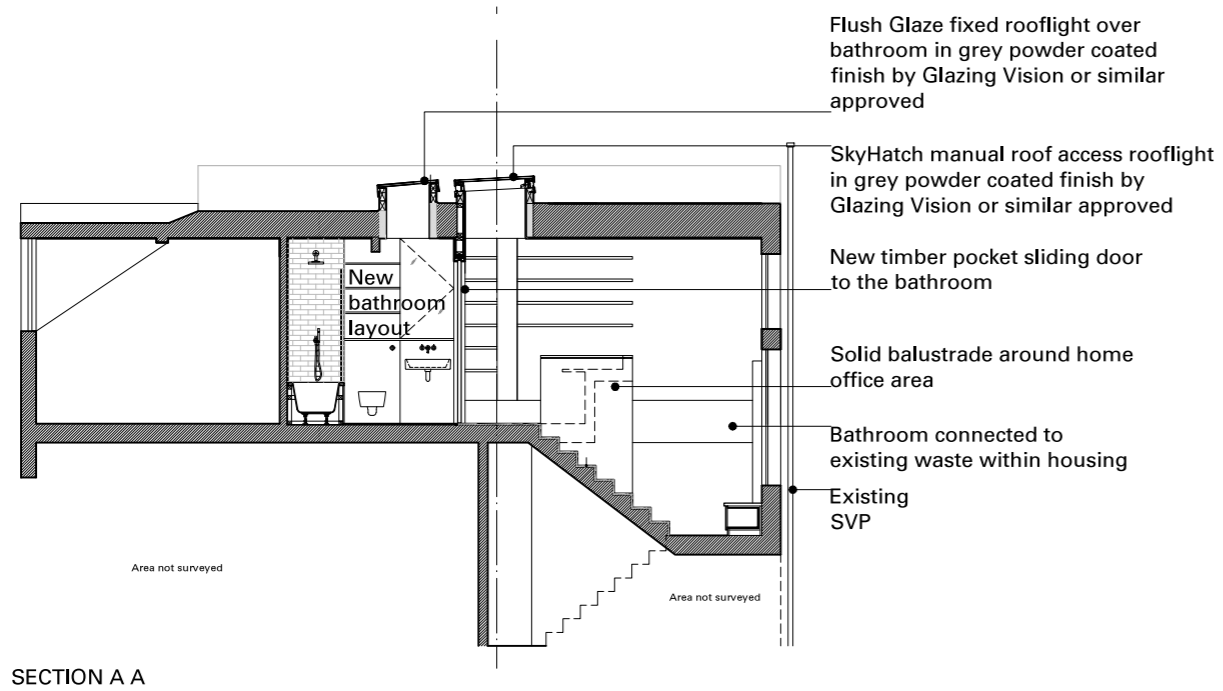 Flush Glaze fixed rooflight over
bathroom in grey powder coated
finish by Glazing Vision or similar
approved
SkyHatch manual roof access rooflight
in grey powder coated finish by
Glazing Vision or similar approved
New timber pocket sliding door
to the bathroom
New
bathroom
layout
Solid balustrade around home
office area
Bathroom connected to
existing waste within housing
Existing
SVP
Area not surveyed
Area not surveyed
SECTION A A